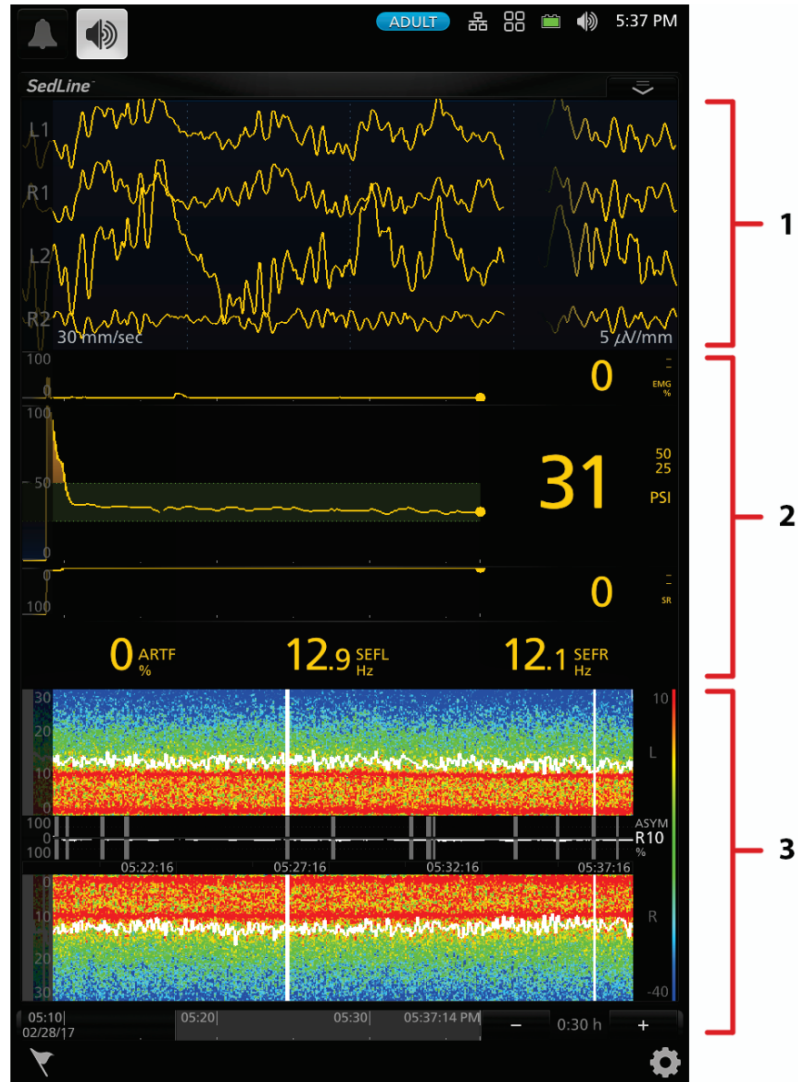 ADULT 5:37 PM
SedLine
L1
R1
L2
R2
30 mm/sec 5 µV/mm
1
100
0
0 EMG
%
100
50
0
31 50
25
PSI
2
0
100
0 SR
0 ARTF
%
12.9 SEFL
Hz
12.1 SEFR
Hz
30
20
10
0
10
L
100
0
100
ASYM
R10
%
05:22:16 05:27:16 05:32:16 05:37:16
3
0
10
20
30
R
-40
05:10 05:20 05:30 05:37:14 PM
02/28/17
− 0:30 h +